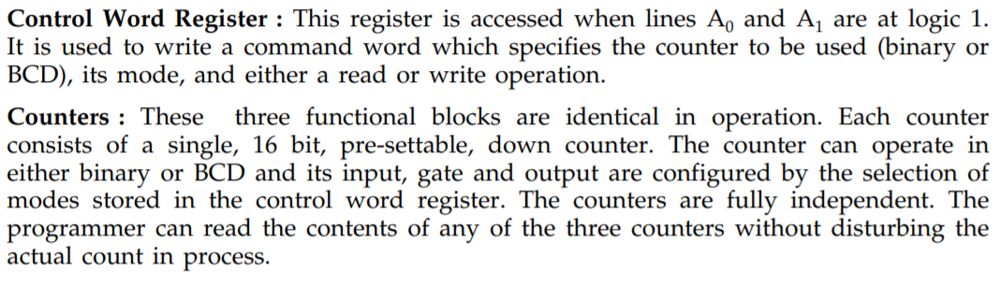 Control Word Register : This register is accessed when lines A₀ and A₁ are at logic 1.
It is used to write a command word which specifies the counter to be used (binary or
BCD), its mode, and either a read or write operation.
Counters : These three functional blocks are identical in operation. Each counter
consists of a single, 16 bit, pre-settable, down counter. The counter can operate in
either binary or BCD and its input, gate and output are configured by the selection of
modes stored in the control word register. The counters are fully independent. The
programmer can read the contents of any of the three counters without disturbing the
actual count in process.